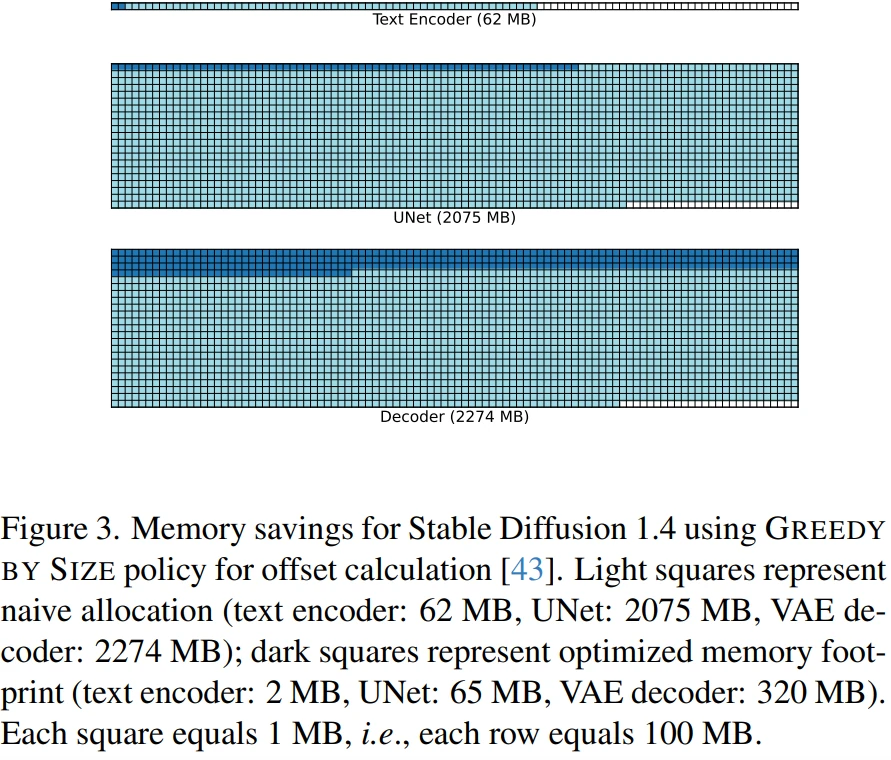 Text Encoder (62 MB)
UNet (2075 MB)
Decoder (2274 MB)
Figure 3. Memory savings for Stable Diffusion 1.4 using GREEDY
BY SIZE policy for offset calculation [43]. Light squares represent
naive allocation (text encoder: 62 MB, UNet: 2075 MB, VAE de-
coder: 2274 MB); dark squares represent optimized memory foot-
print (text encoder: 2 MB, UNet: 65 MB, VAE decoder: 320 MB).
Each square equals 1 MB, i.e., each row equals 100 MB.